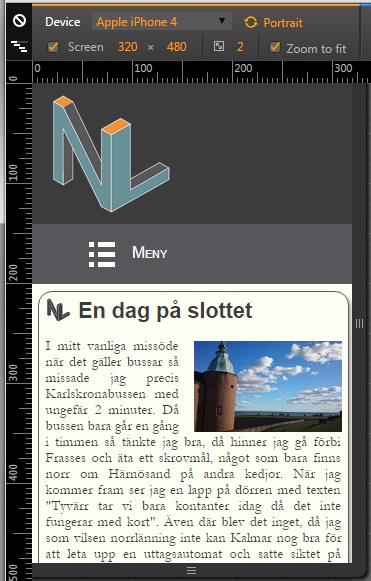 Device Apple iPhone 4 Portrait
Screen 320 × 480 2 Zoom to fit
0 100 200 300
0
100
200
300
400
500
NL
Meny
NL En dag på slottet
I mitt vanliga missöde
när det gäller bussar så
missade jag precis
Karlskronabussen med
ungefär 2 minuter. Då
bussen bara går en gång
i timmen så tänkte jag bra, då hinner jag gå förbi
Frasses och äta ett skrovmål, något som bara finns
norr om Härnösand på andra kedjor. När jag
kommer fram ser jag en lapp på dörren med texten
"Tyvärr tar vi bara kontanter idag då det inte
fungerar med kort". Även där blev det inget, då jag
som vilsen norrlänning inte kan Kalmar nog bra för
att leta upp en uttagsautomat och satte siktet på